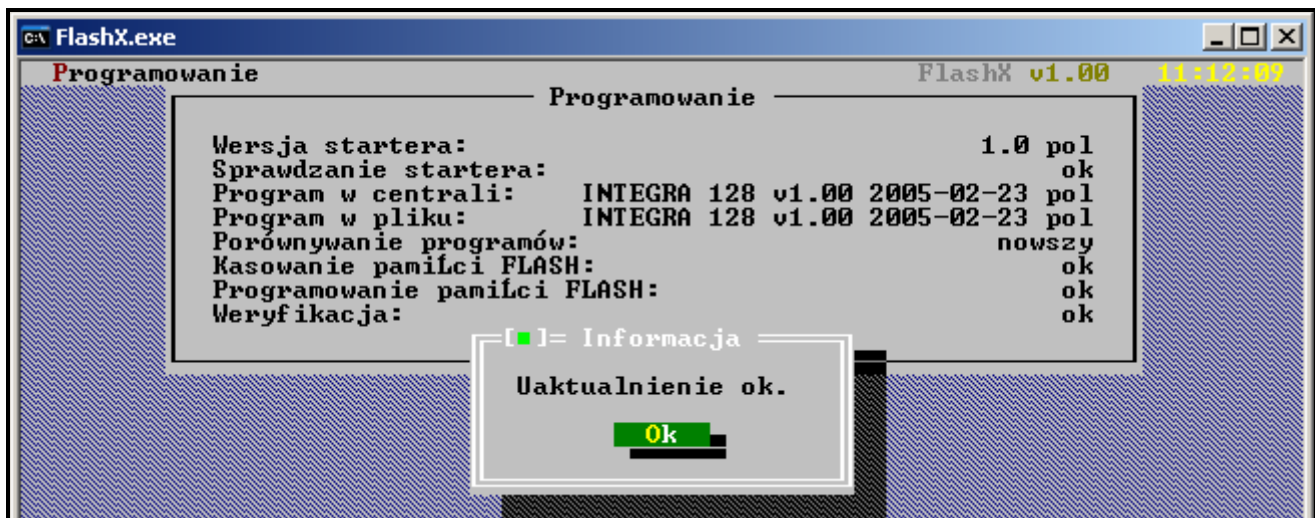 FlashX.exe
Programowanie FlashX v1.00 11:12:09
Programowanie
Wersja startera: 1.0 pol
Sprawdzanie startera: ok
Program w centrali: INTEGRA 128 v1.00 2005-02-23 pol
Program w pliku: INTEGRA 128 v1.00 2005-02-23 pol
Porównywanie programów: nowszy
Kasowanie pamiĹci FLASH: ok
Programowanie pamiĹci FLASH: ok
Weryfikacja: ok
[■]= Informacja
Uaktualnienie ok.
Ok